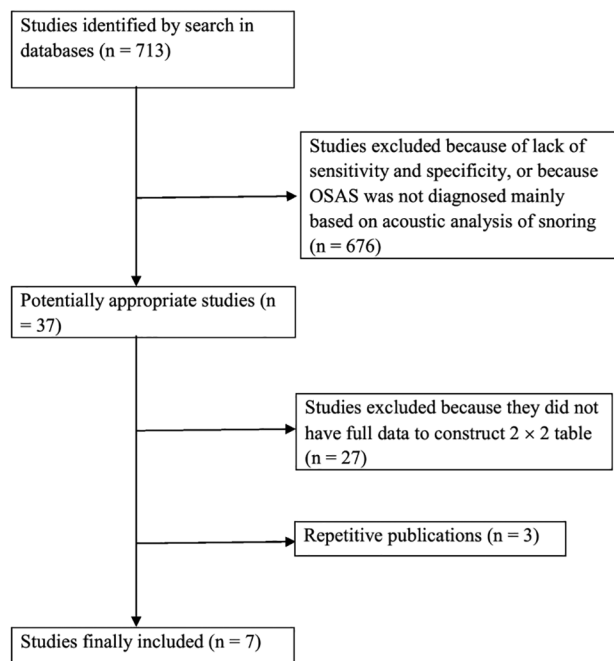 Studies identified by search in
databases (n = 713)
Studies excluded because of lack of
sensitivity and specificity, or because
OSAS was not diagnosed mainly
based on acoustic analysis of snoring
(n = 676)
Potentially appropriate studies (n
= 37)
Studies excluded because they did not
have full data to construct 2 × 2 table
(n = 27)
Repetitive publications (n = 3)
Studies finally included (n = 7)